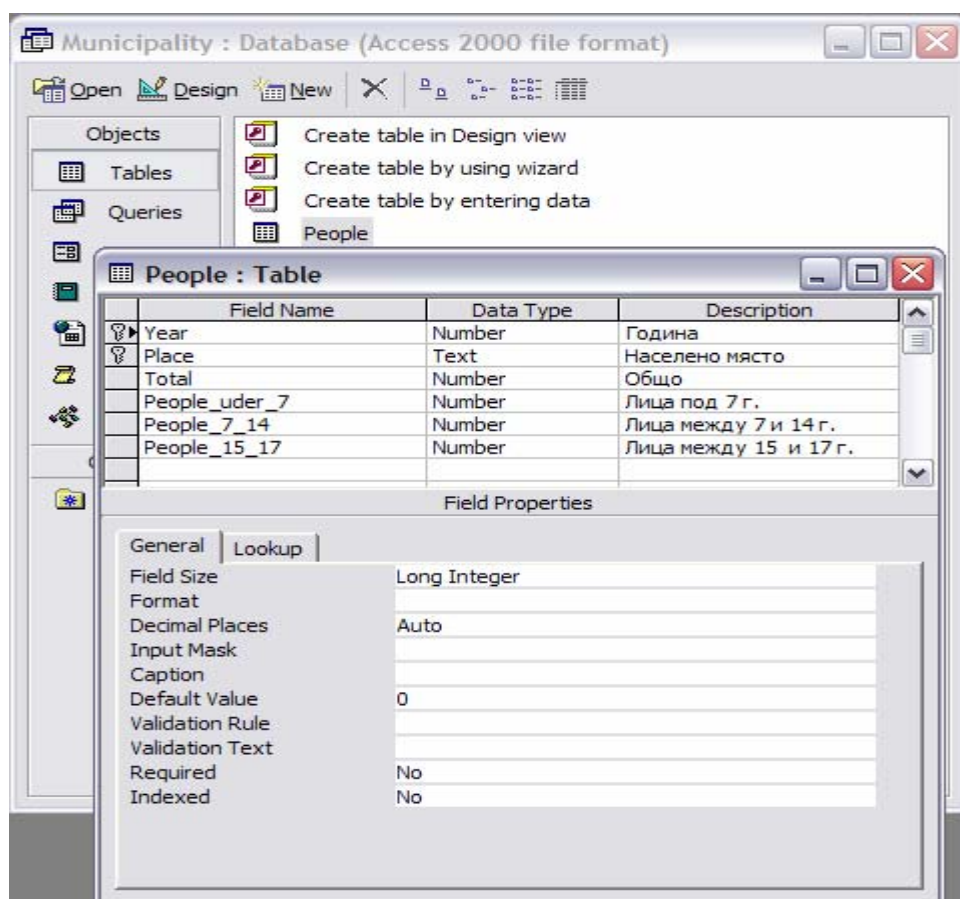 Municipality : Database (Access 2000 file format)
Open Design New
Objects
Tables
Queries
Create table in Design view
Create table by using wizard
Create table by entering data
People
People : Table
Field Name Data Type Description
Year Number Година
Place Text Населено място
Total Number Общо
People_uder_7 Number Лица под 7 г.
People_7_14 Number Лица между 7 и 14 г.
People_15_17 Number Лица между 15 и 17 г.
Field Properties
General Lookup
Field Size Long Integer
Format
Decimal Places Auto
Input Mask
Caption
Default Value 0
Validation Rule
Validation Text
Required No
Indexed No